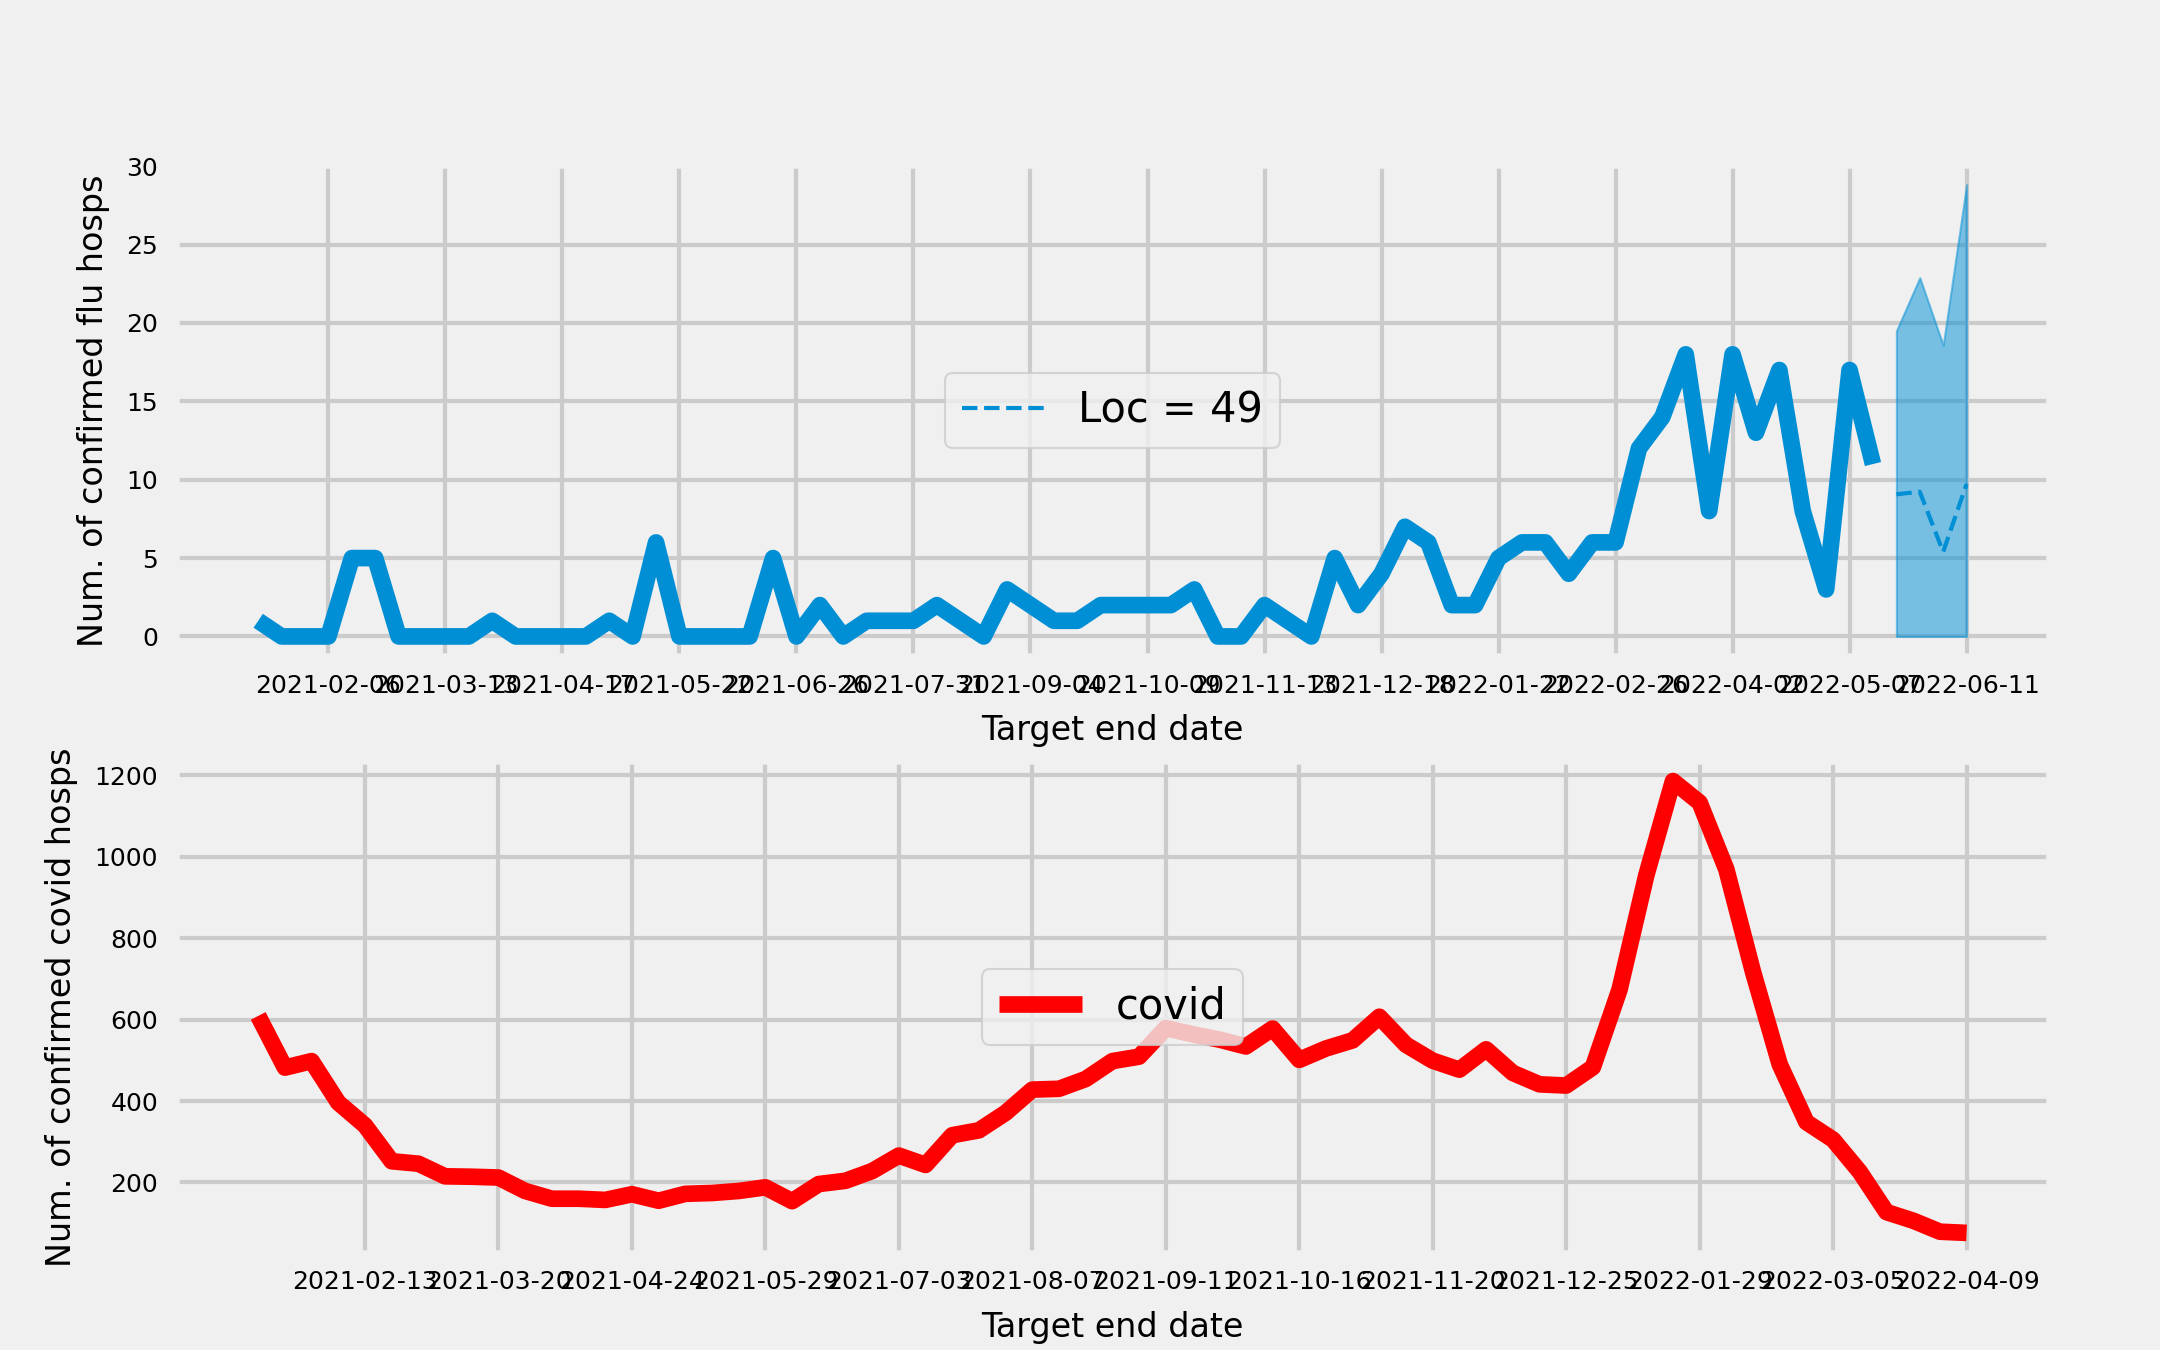 Num. of confirmed flu hosps
30
25
20
15
10
5
0
Loc = 49
2021-02-06 2021-03-13 2021-04-17 2021-05-22 2021-06-26 2021-07-31 2021-09-04 2021-10-09 2021-11-13 2021-12-18 2022-01-22 2022-02-26 2022-04-02 2022-05-07 2022-06-11
Target end date
Num. of confirmed covid hosps
1200
1000
800
600
400
200
covid
2021-02-13 2021-03-20 2021-04-24 2021-05-29 2021-07-03 2021-08-07 2021-09-11 2021-10-16 2021-11-20 2021-12-25 2022-01-29 2022-03-05 2022-04-09
Target end date